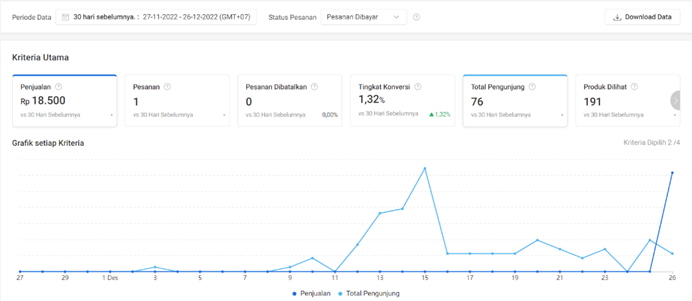 Periode Data 30 hari sebelumnya. : 27-11-2022 - 26-12-2022 (GMT+07) Status Pesanan Pesanan Dibayar Download Data
Kriteria Utama
Penjualan Pesanan Pesanan Dibatalkan Tingkat Konversi Total Pengunjung Produk Dilihat
Rp 18.500 1 0 1,32% 76 191
vs 30 Hari Sebelumnya - vs 30 Hari Sebelumnya - vs 30 Hari Sebelumnya 0,00% vs 30 Hari Sebelumnya ▲1,32% vs 30 Hari Sebelumnya - vs 30 Hari Sebelumnya -
Grafik setiap Kriteria Kriteria Dipilih 2 /4
27 29 1 Des 3 5 7 9 11 13 15 17 19 21 23 26
Penjualan Total Pengunjung